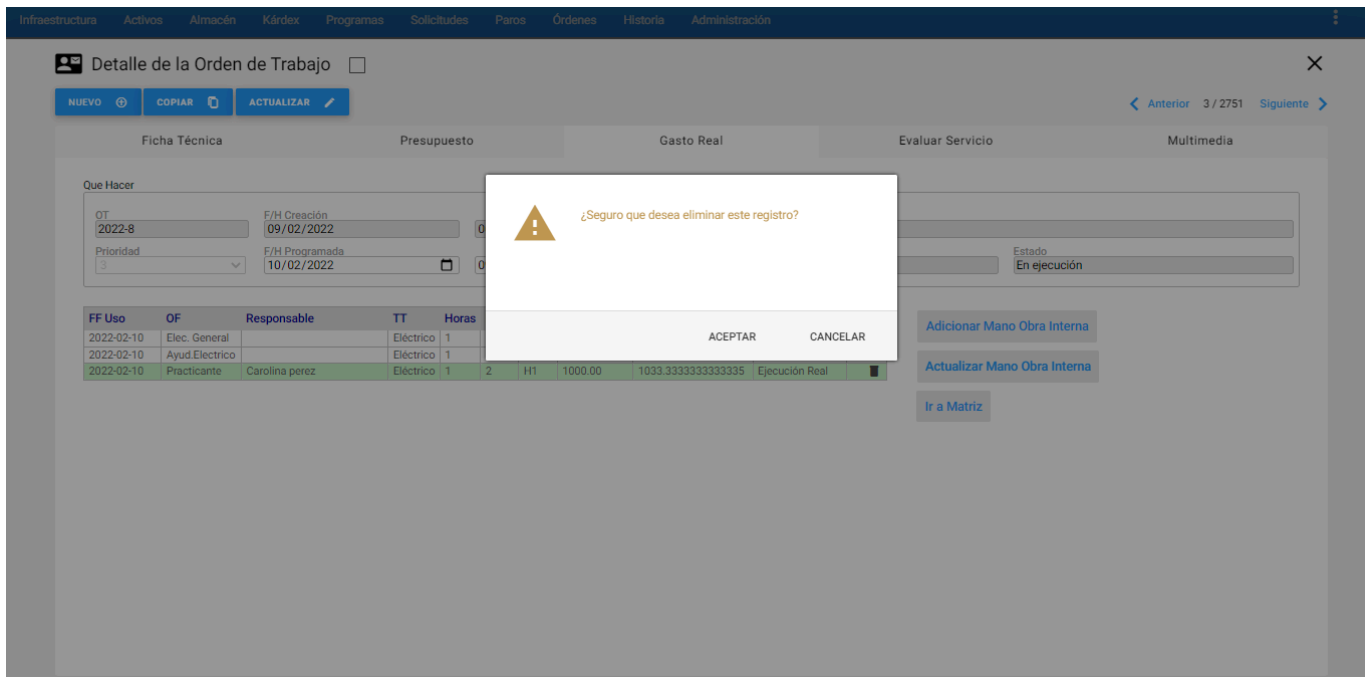 Infraestructura Activos Almacén Kárdex Programas Solicitudes Paros Órdenes Historia Administración
Detalle de la Orden de Trabajo
NUEVO COPIAR ACTUALIZAR
Anterior 3 / 2751 Siguiente
Ficha Técnica Presupuesto Gasto Real Evaluar Servicio Multimedia
Que Hacer
¿Seguro que desea eliminar este registro?
OT F/H Creación
2022-8 09/02/2022 0
Prioridad F/H Programada Estado
3 10/02/2022 0 En ejecución
FF Uso OF Responsable TT Horas
2022-02-10 Elec. General Eléctrico 1
2022-02-10 Ayud.Electrico Eléctrico 1
2022-02-10 Practicante Carolina perez Eléctrico 1 2 H1 1000.00 1033.3333333333335 Ejecución Real
ACEPTAR CANCELAR
Adicionar Mano Obra Interna
Actualizar Mano Obra Interna
Ir a Matriz